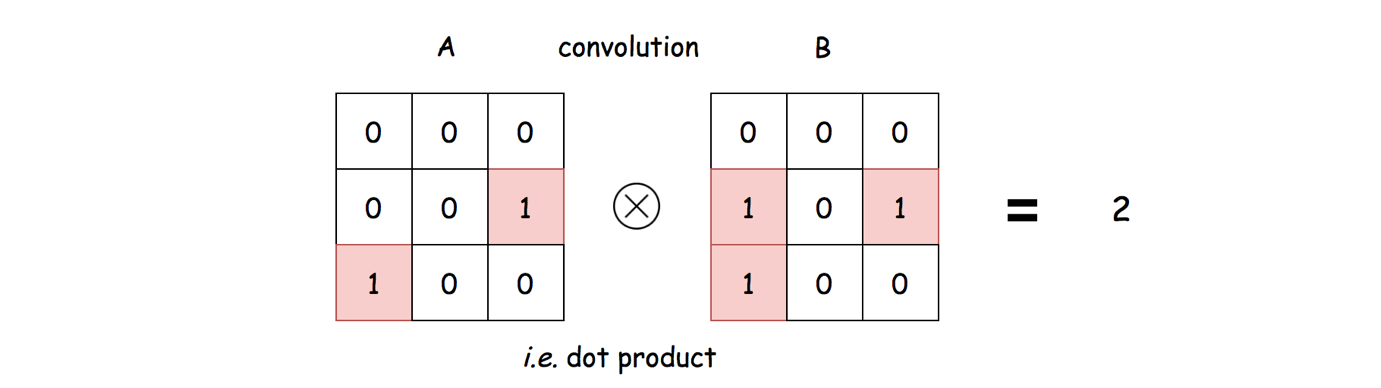 A convolution B
0 0 0 0 0 0
0 0 1 ⊗ 1 0 1 = 2
1 0 0 1 0 0
i.e. dot product